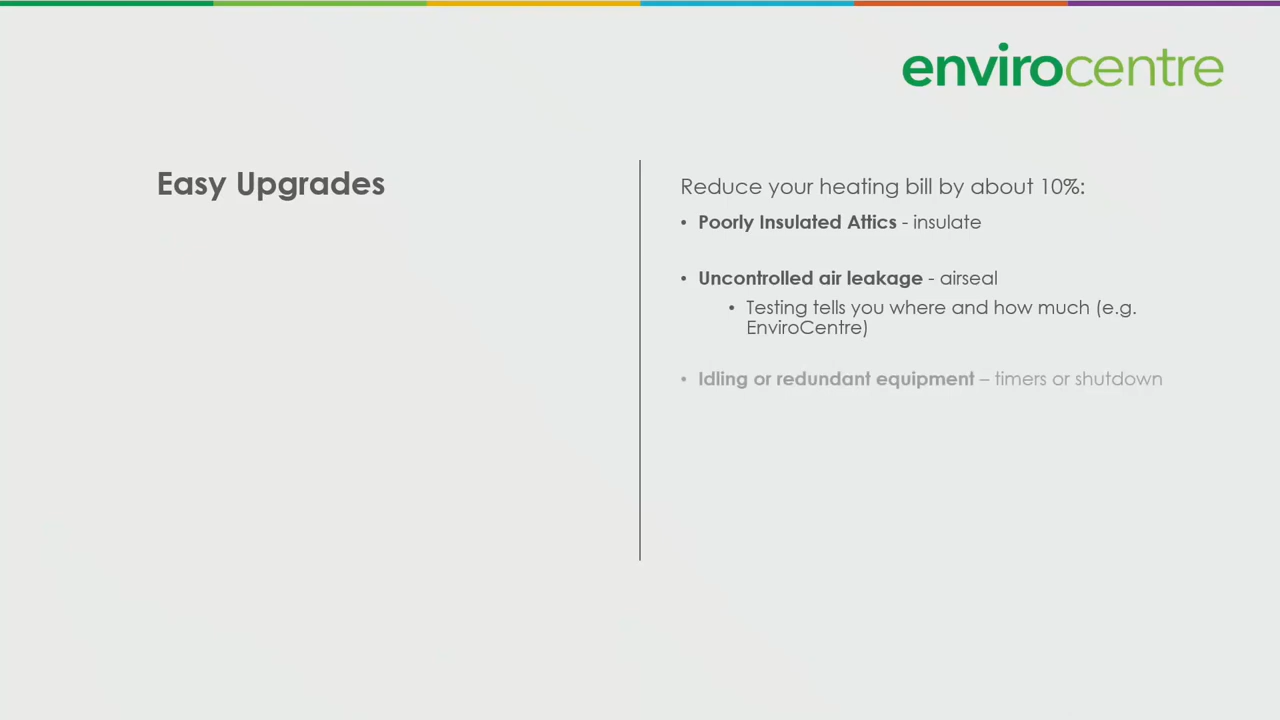 envirocentre
Easy Upgrades
Reduce your heating bill by about 10%:
• Poorly Insulated Attics - insulate
• Uncontrolled air leakage - airseal
• Testing tells you where and how much (e.g.
EnviroCentre)
• Idling or redundant equipment – timers or shutdown